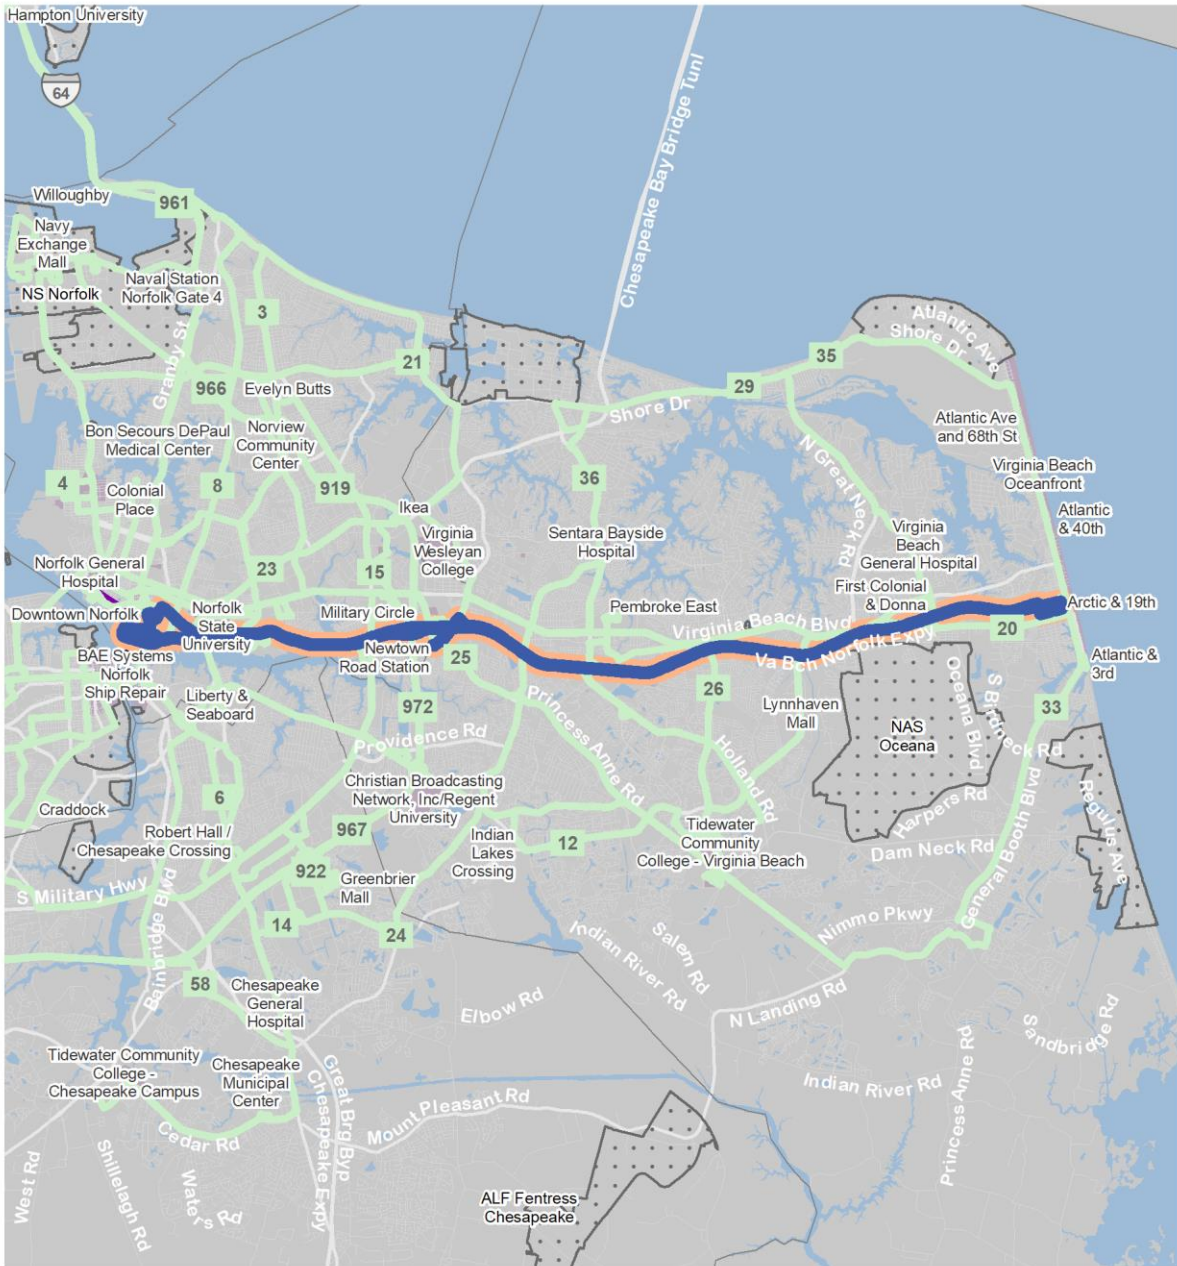 Hampton University
64
Chesapeake Bay Bridge Tunl
Willoughby
961
Navy
Exchange
Mall
Naval Station
Norfolk Gate 4
NS Norfolk
3
Granby St
21
35
Atlantic Ave
Shore Dr
29
966
Evelyn Butts
Shore Dr
Bon Secours DePaul
Medical Center
Norview
Community
Center
N Great Neck Rd
Atlantic Ave
and 68th St
4
Colonial
Place
8
919
36
Virginia Beach
Oceanfront
Ikea
Atlantic
& 40th
Virginia
Wesleyan
College
Sentara Bayside
Hospital
Virginia
Beach
General Hospital
Norfolk General
Hospital
23
15
First Colonial
& Donna
Downtown Norfolk
Norfolk
State
University
Military Circle
Pembroke East
Arctic & 19th
Virginia Beach Blvd
20
Va Bch Norfolk Expy
BAE Systems
Norfolk
Ship Repair
Newtown
Road Station
25
Atlantic &
3rd
Liberty &
Seaboard
26
Lynnhaven
Mall
Oceana Blvd
S Birdneck Rd
33
972
Princess Anne Rd
NAS
Oceana
Providence Rd
Holland Rd
Christian Broadcasting
Network, Inc/Regent
University
6
Craddock
Harpers Rd
Regulus Ave
967
Robert Hall /
Chesapeake Crossing
Indian
Lakes
Crossing
12
Tidewater
Community
College - Virginia Beach
Dam Neck Rd
General Booth Blvd
922
Greenbrier
Mall
S Military Hwy
Bainbridge Blvd
14
24
Nimmo Pkwy
Salem Rd
Indian River Rd
58
Chesapeake
General
Hospital
Elbow Rd
N Landing Rd
Sandbridge Rd
Tidewater Community
College -
Chesapeake Campus
Chesapeake
Municipal
Center
Indian River Rd
Princess Anne Rd
Great Brg Byp
Chesapeake Expy
Mount Pleasant Rd
Cedar Rd
West Rd
Shillelagh Rd
Waters Rd
ALF Fentress
Chesapeake